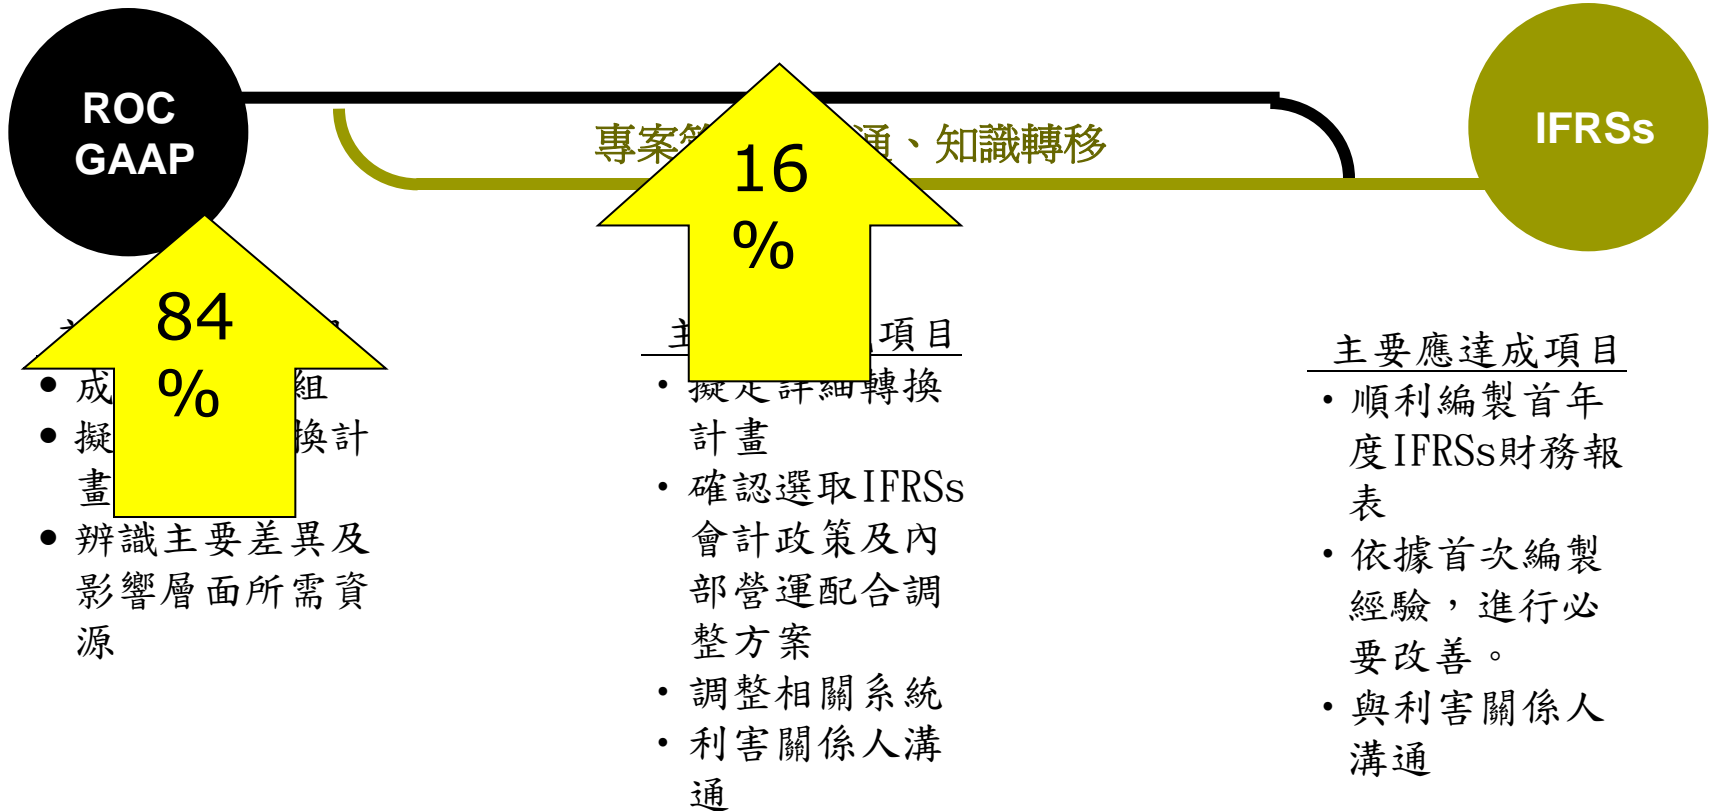 ROC
GAAP
IFRSs
專案
通、知識轉移
16
%
84
%
成
組
擬
換計
畫
• 辨識主要差異及
影響層面所需資
源
主
項目
・擬定詳細轉換
計畫
・確認選取IFRSs
會計政策及內
部營運配合調
整方案
・調整相關系統
・利害關係人溝
通
主要應達成項目
・順利編製首年
度IFRSs財務報
表
・依據首次編製
經驗，進行必
要改善。
・與利害關係人
溝通